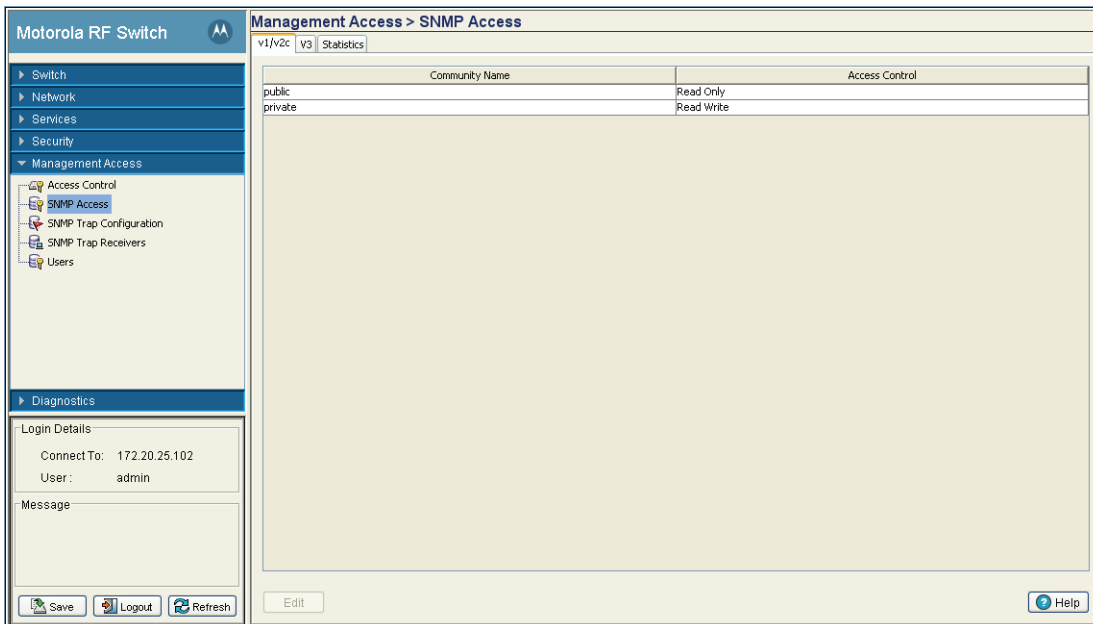 Motorola RF Switch
Switch
Network
Services
Security
Management Access
Access Control
SNMP Access
SNMP Trap Configuration
SNMP Trap Receivers
Users
Diagnostics
Login Details
Connect To: 172.20.25.102
User : admin
Message
Save Logout Refresh
Management Access > SNMP Access
v1/v2c V3 Statistics
Community Name Access Control
public Read Only
private Read Write
Edit Help